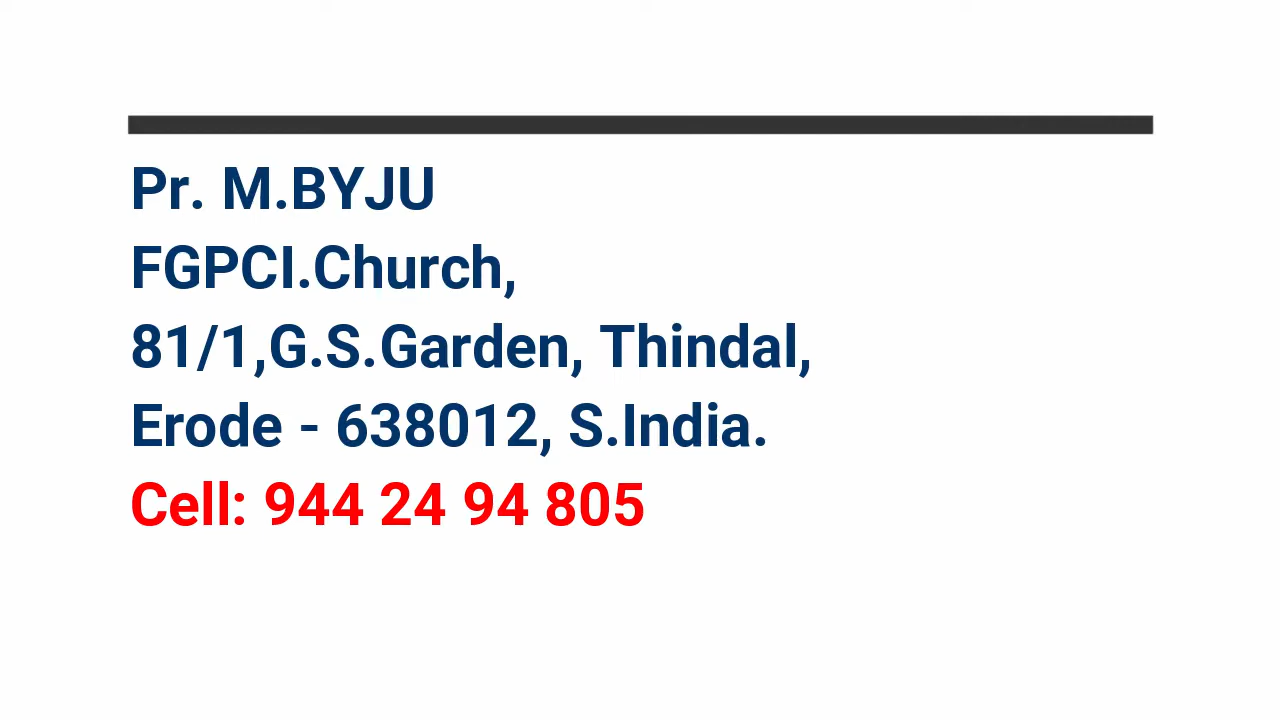 Pr. M.BYJU
FGPCI.Church,
81/1,G.S.Garden, Thindal,
Erode - 638012, S.India.
Cell: 944 24 94 805